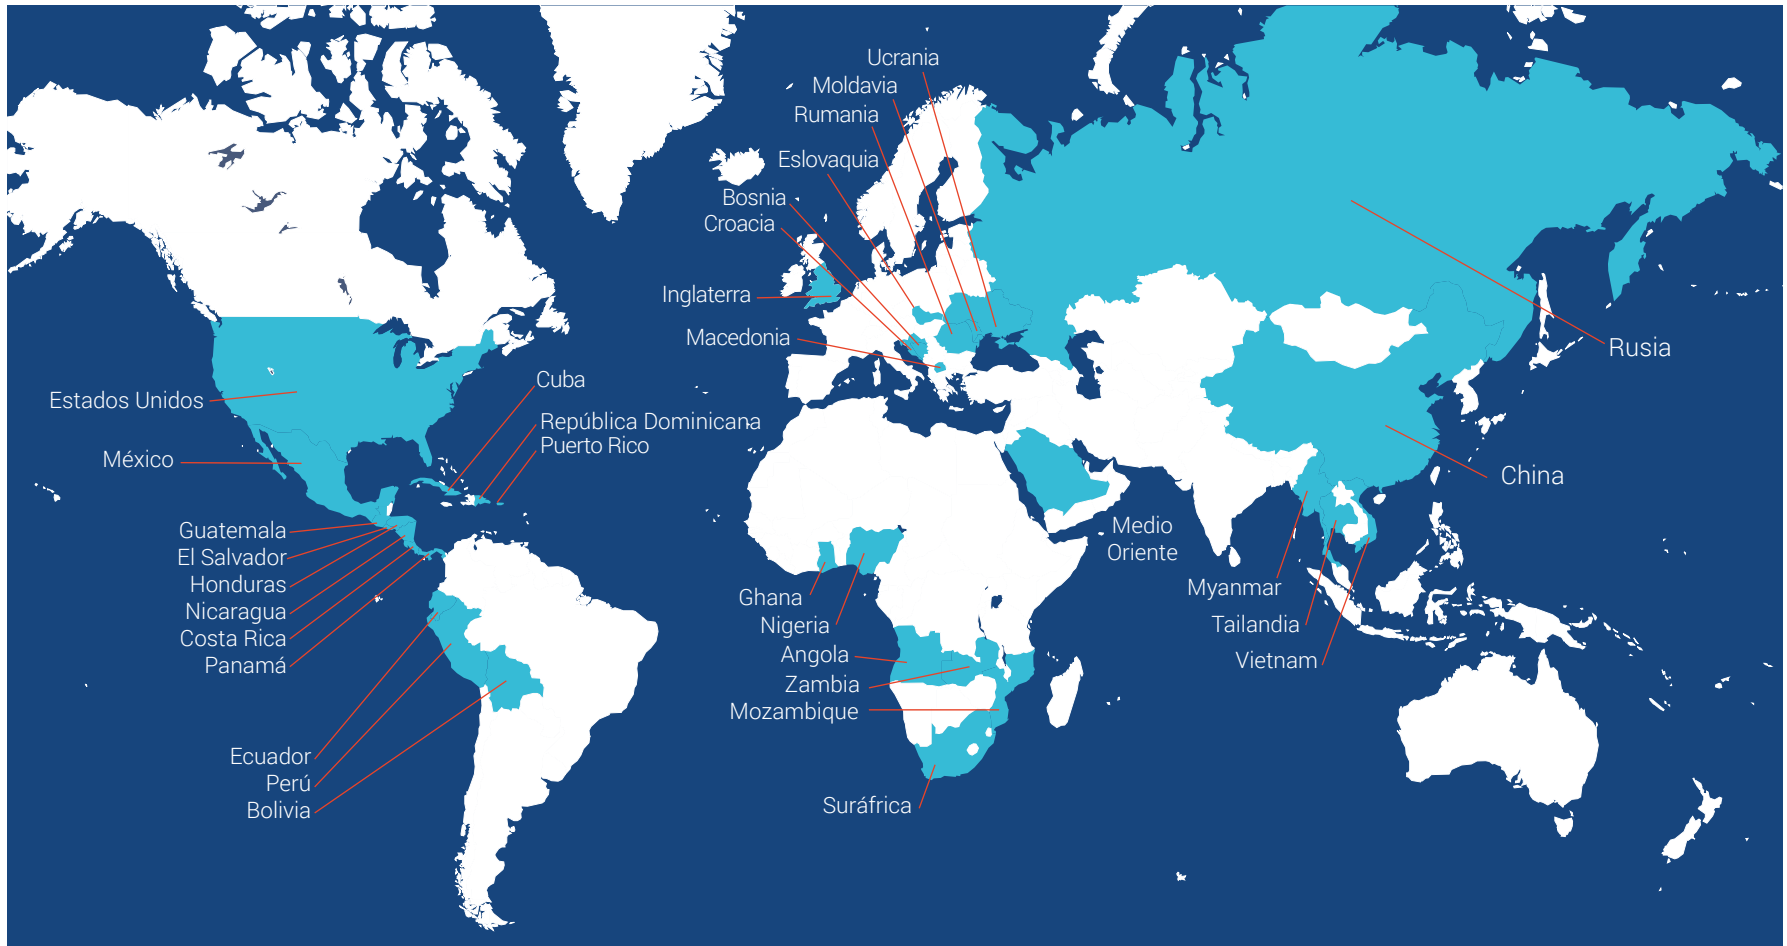 Ucrania
Moldavia
Rumania
Eslovaquia
Bosnia
Croacia
Inglaterra
Macedonia
Rusia
Estados Unidos
Cuba
República Dominicana
Puerto Rico
México
China
Guatemala
El Salvador
Honduras
Nicaragua
Costa Rica
Panamá
Medio
Oriente
Ghana
Nigeria
Angola
Zambia
Mozambique
Myanmar
Tailandia
Vietnam
Ecuador
Perú
Bolivia
Suráfrica